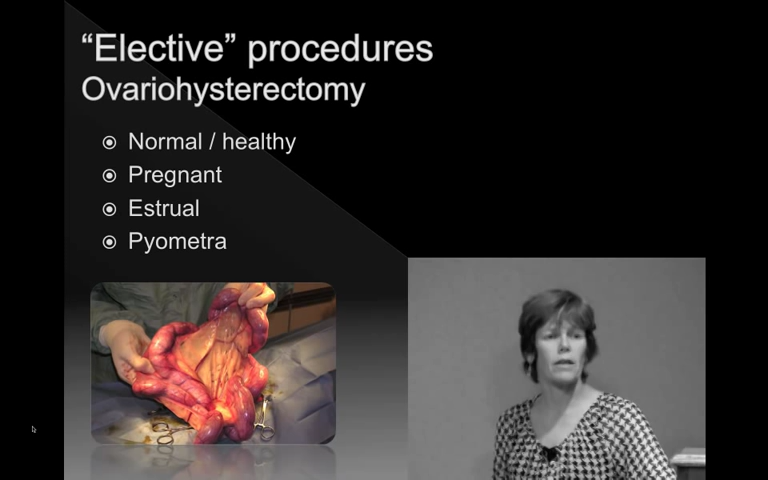 “Elective” procedures
Ovariohysterectomy
Normal / healthy
Pregnant
Estrual
Pyometra